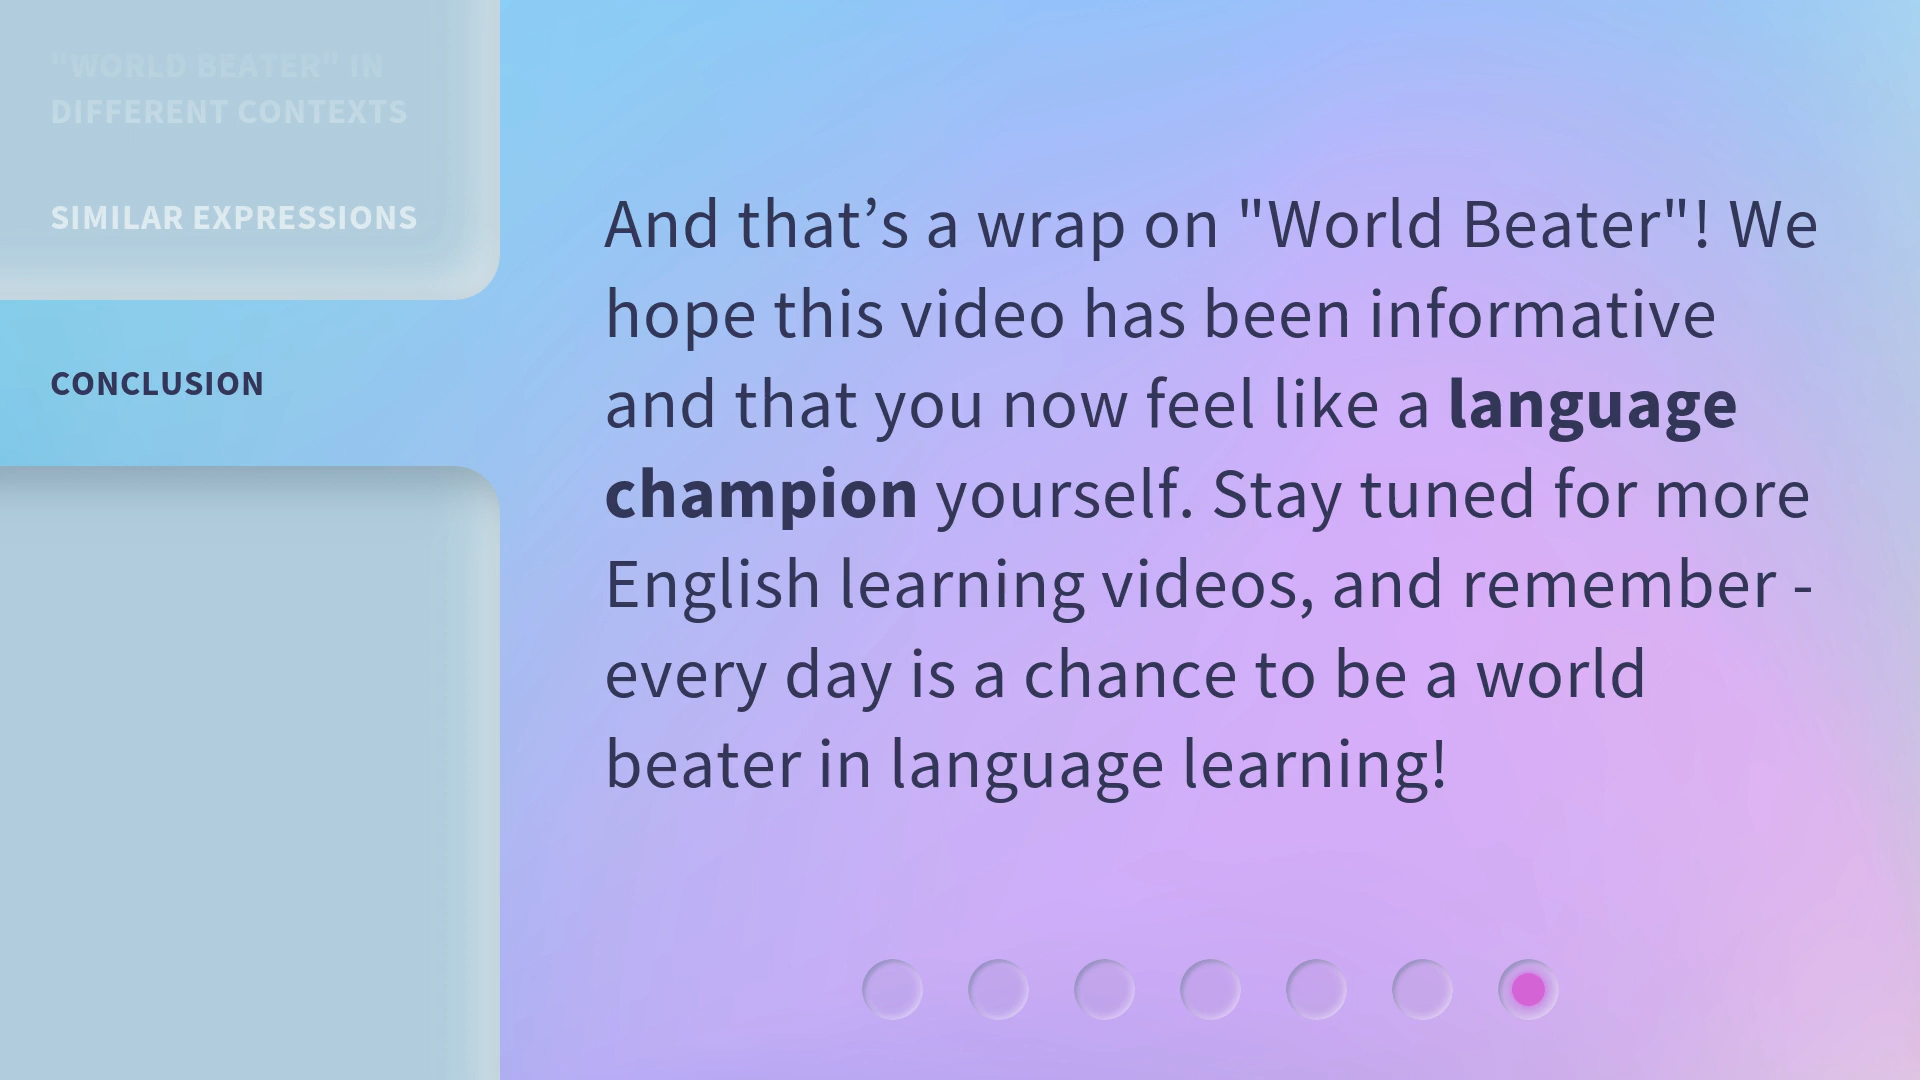 "WORLD BEATER" IN
DIFFERENT CONTEXTS
SIMILAR EXPRESSIONS
CONCLUSION
And that’s a wrap on "World Beater"! We
hope this video has been informative
and that you now feel like a language
champion yourself. Stay tuned for more
English learning videos, and remember -
every day is a chance to be a world
beater in language learning!